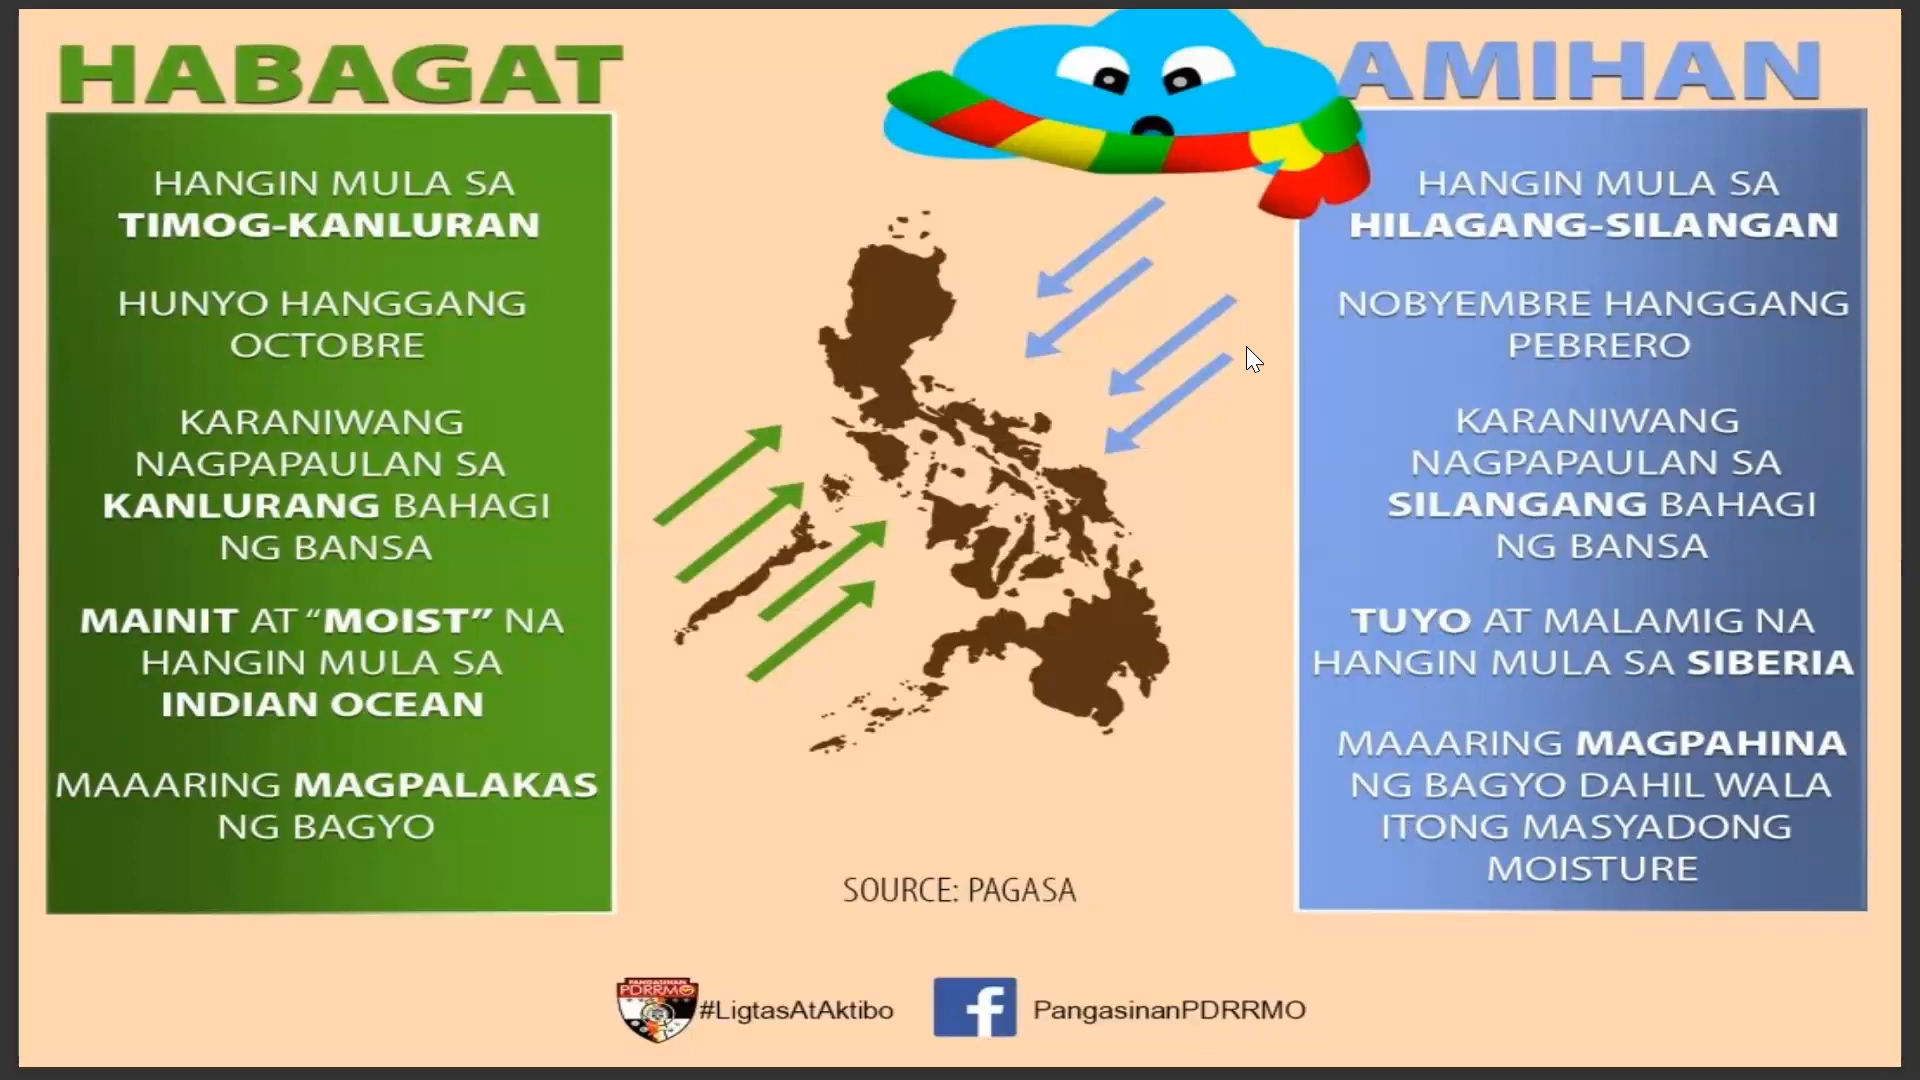 HABAGAT
HANGIN MULA SA
TIMOG-KANLURAN
HUNYO HANGGANG
OCTOBRE
KARANIWANG
NAGPAPAULAN SA
KANLURANG BAHAGI
NG BANSA
MAINIT AT “MOIST” NA
HANGIN MULA SA
INDIAN OCEAN
MAAARING MAGPALAKAS
NG BAGYO
AMIHAN
HANGIN MULA SA
HILAGANG-SILANGAN
NOBYEMBRE HANGGANG
PEBRERO
KARANIWANG
NAGPAPAULAN SA
SILANGANG BAHAGI
NG BANSA
TUYO AT MALAMIG NA
HANGIN MULA SA SIBERIA
MAAARING MAGPAHINA
NG BAGYO DAHIL WALA
ITONG MASYADONG
MOISTURE
SOURCE: PAGASA
PANGASINAN
PDRRMO
#LigtasAtAktibo
f
PangasinanPDRRMO